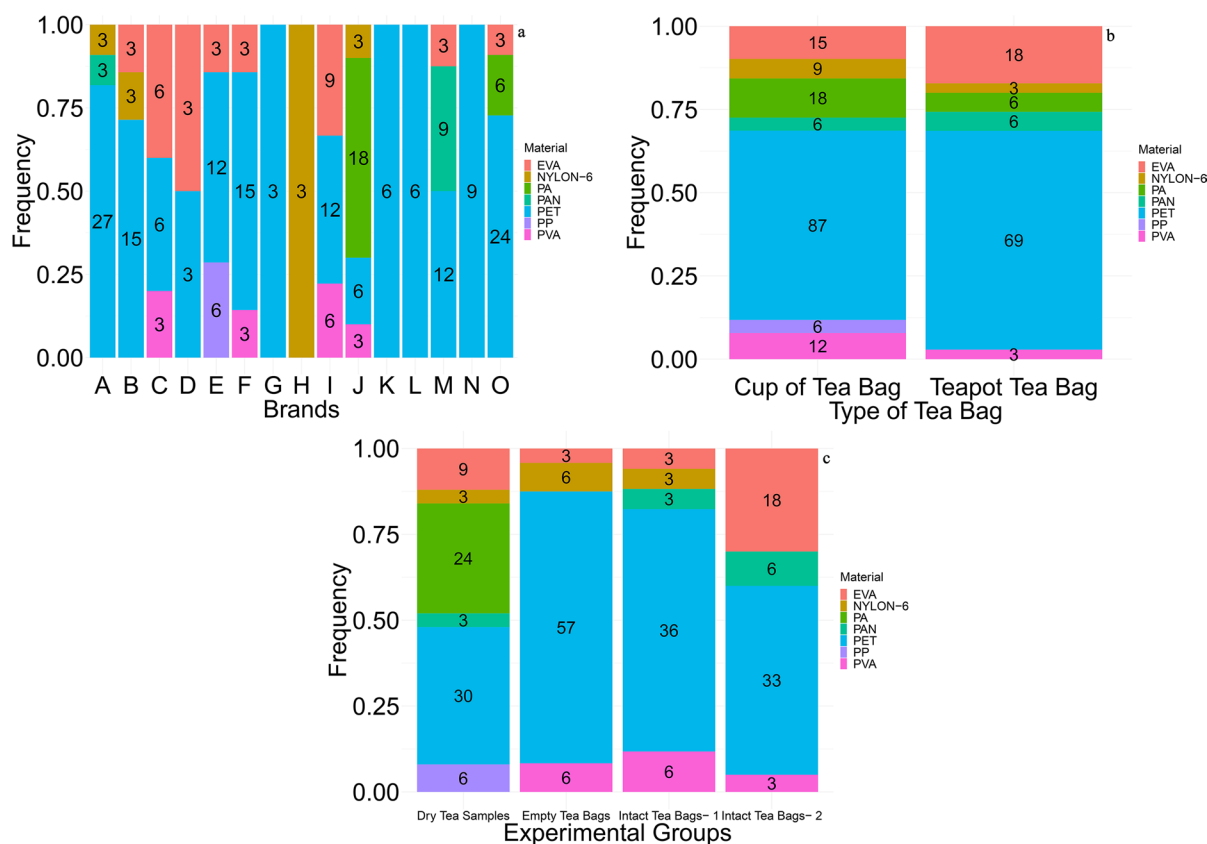 a
1.00
0.75
0.50
0.25
0.00
Frequency
3 3 27
3 3 15
6 6 3
3 3
3 12 6
3 15 3
3
3
9 12 6
3 18 6 3
6
6
3 9 12
9
3 6 24
A B C D E F G H I J K L M N O
Brands
Material
EVA
NYLON-6
PA
PAN
PET
PP
PVA
b
1.00
0.75
0.50
0.25
0.00
Frequency
15 9 18 6 87 6 12
18 3 6 6 69 3
Cup of Tea Bag Teapot Tea Bag
Type of Tea Bag
Material
EVA
NYLON-6
PA
PAN
PET
PP
PVA
c
1.00
0.75
0.50
0.25
0.00
Frequency
9 3 24 3 30 6
3 6 57 6
3 3 3 36 6
18 6 33 3
Dry Tea Samples Empty Tea Bags Intact Tea Bags- 1 Intact Tea Bags- 2
Experimental Groups
Material
EVA
NYLON-6
PA
PAN
PET
PP
PVA